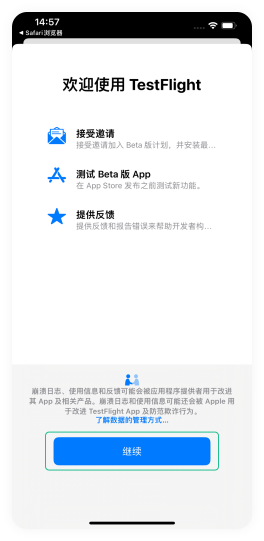 14:57
◀ Safari浏览器
欢迎使用 TestFlight
接受邀请
接受邀请加入 Beta 版计划，并安装最...
测试 Beta 版 App
在 App Store 发布之前测试新功能。
提供反馈
提供反馈和报告错误来帮助开发者构...
崩溃日志、使用信息和反馈可能会被应用程序提供者用于改进
其 App 及相关产品。崩溃日志和使用信息可能还会被 Apple 用
于改进 TestFlight App 及防范欺诈行为。
了解数据的管理方式...
继续